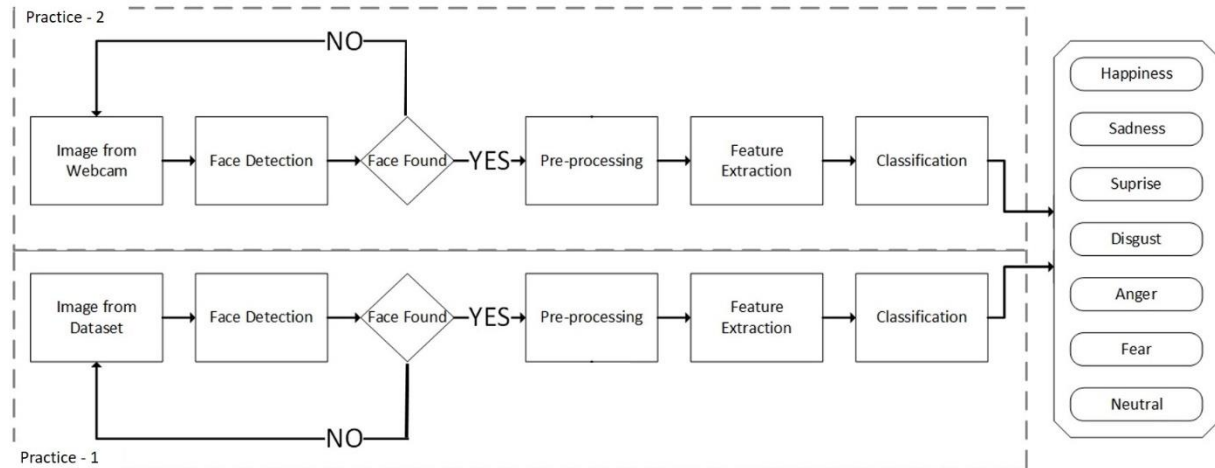 Practice - 2
NO
Image from
Webcam
Face Detection
Face Found
YES
Pre-processing
Feature
Extraction
Classification
Image from
Dataset
Face Detection
Face Found
YES
Pre-processing
Feature
Extraction
Classification
NO
Practice - 1
Happiness
Sadness
Suprise
Disgust
Anger
Fear
Neutral